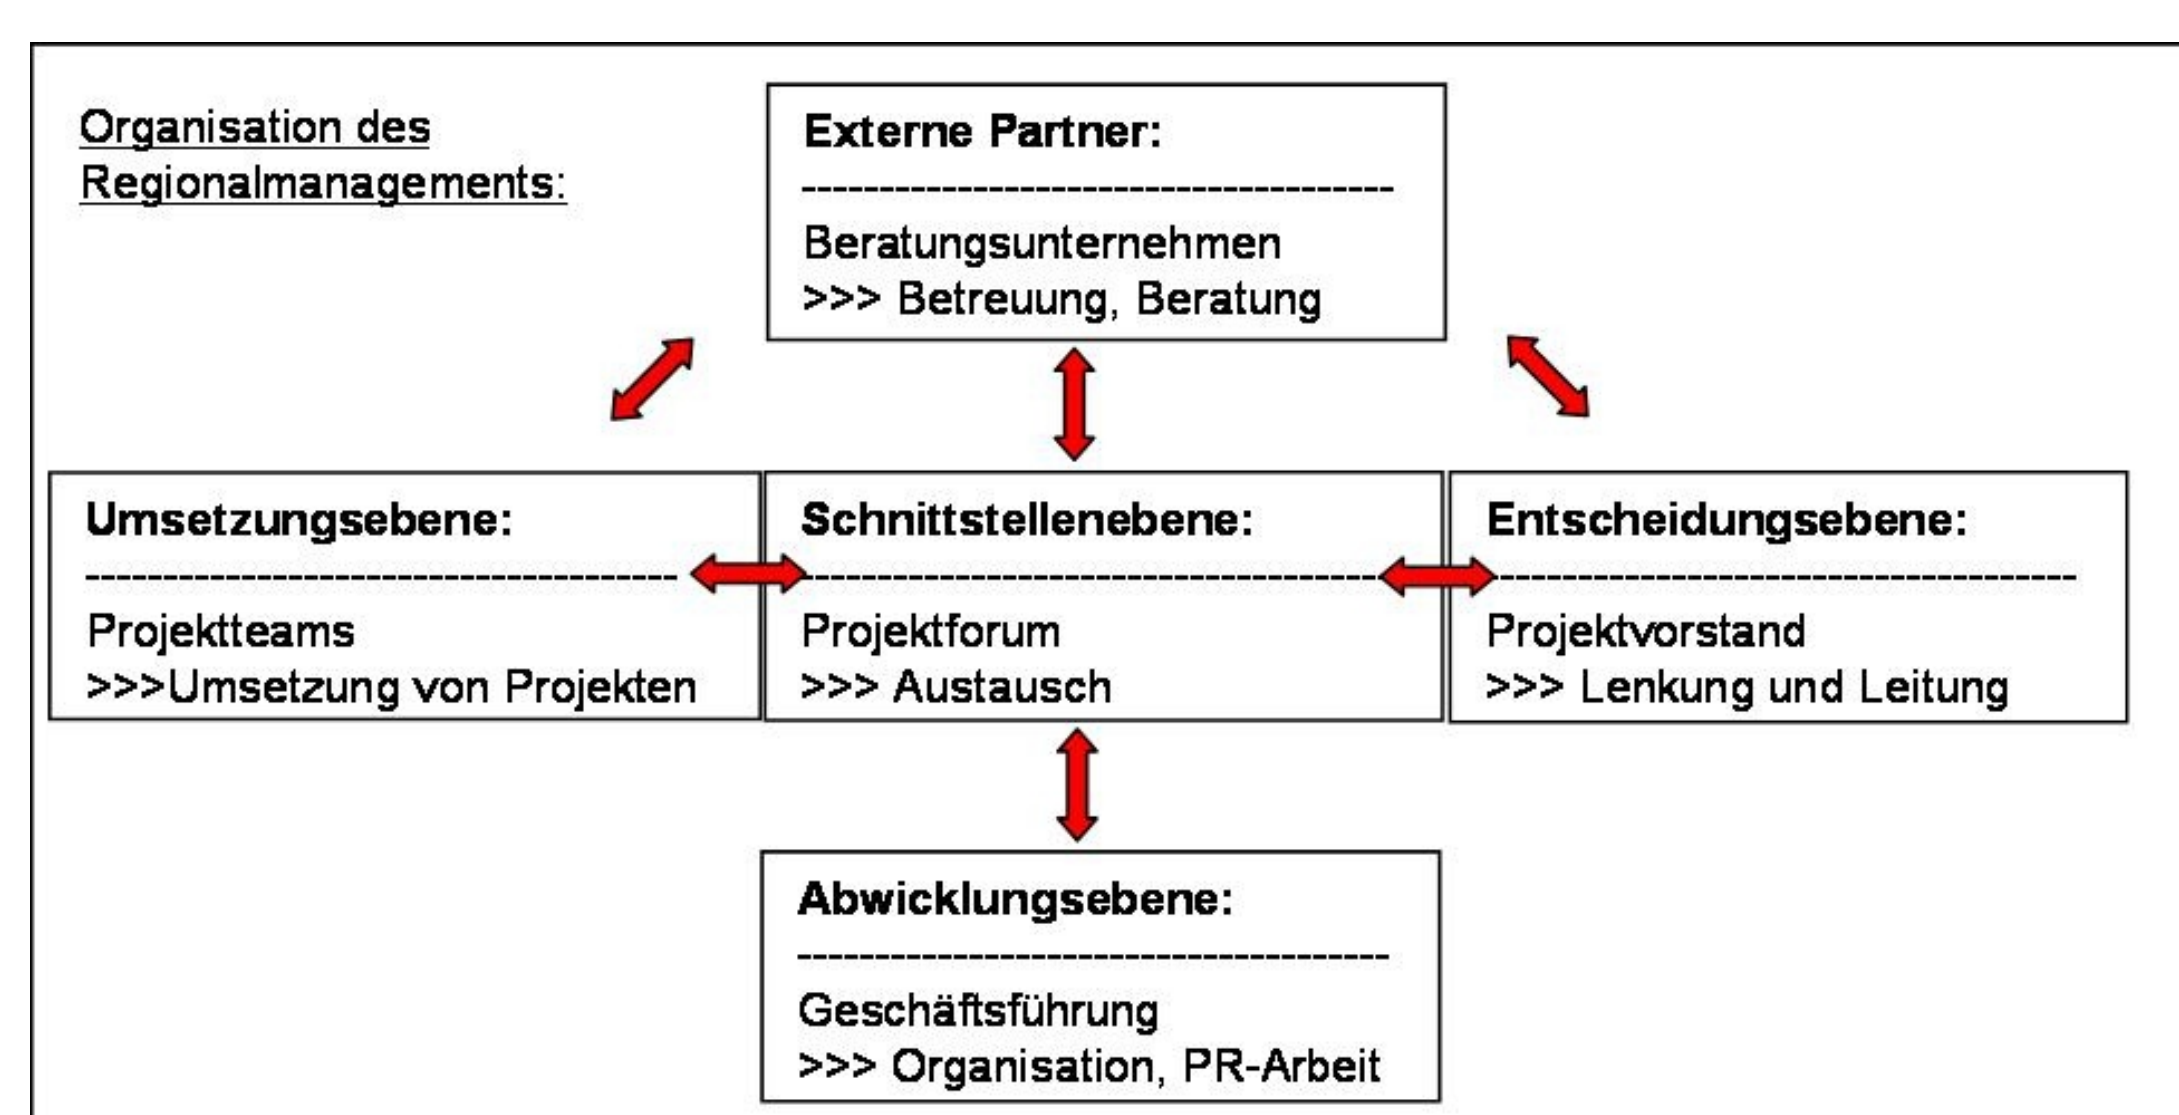 Organisation des
Regionalmanagements:
Externe Partner:
--------------------------------------
Beratungsunternehmen
>>> Betreuung, Beratung
Umsetzungsebene:
--------------------------------------
Projektteams
>>>Umsetzung von Projekten
Schnittstellenebene:
--------------------------------------
Projektforum
>>> Austausch
Entscheidungsebene:
--------------------------------------
Projektvorstand
>>> Lenkung und Leitung
Abwicklungsebene:
--------------------------------------
Geschäftsführung
>>> Organisation, PR-Arbeit